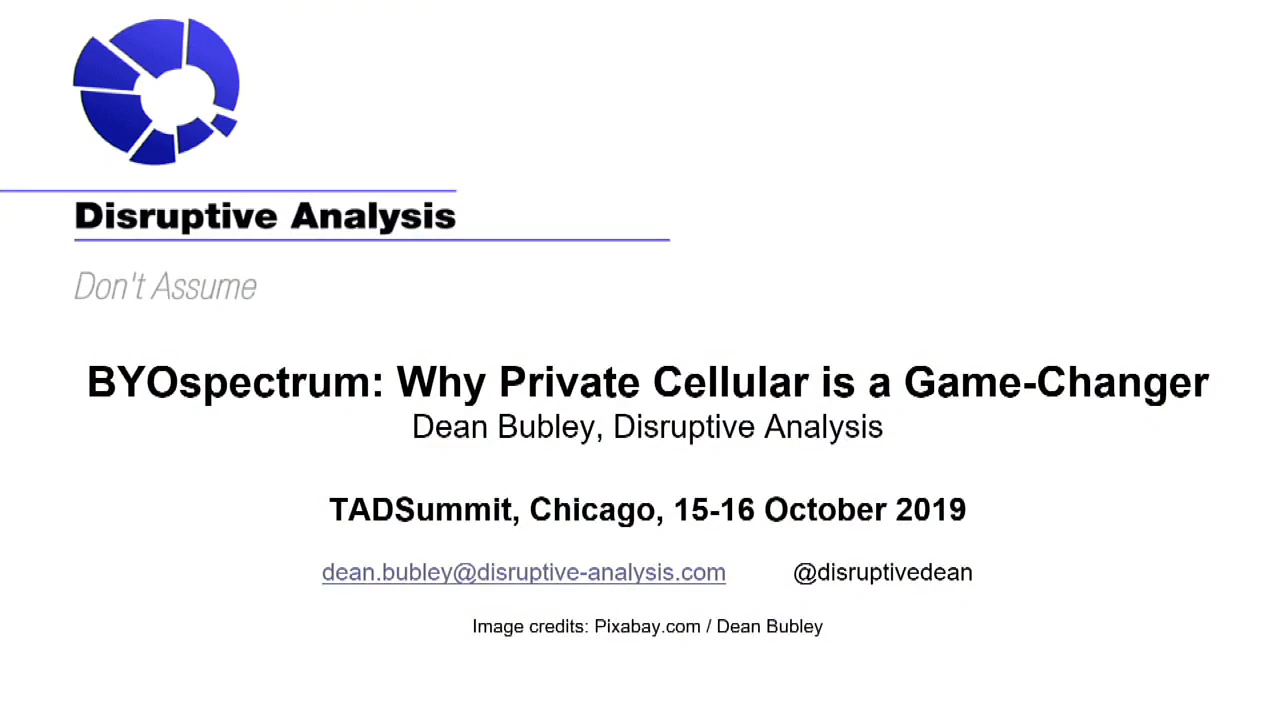 Disruptive Analysis
Don't Assume
BYOspectrum: Why Private Cellular is a Game-Changer
Dean Bubley, Disruptive Analysis
TADSummit, Chicago, 15-16 October 2019
dean.bubley@disruptive-analysis.com @disruptivedean
Image credits: Pixabay.com / Dean Bubley